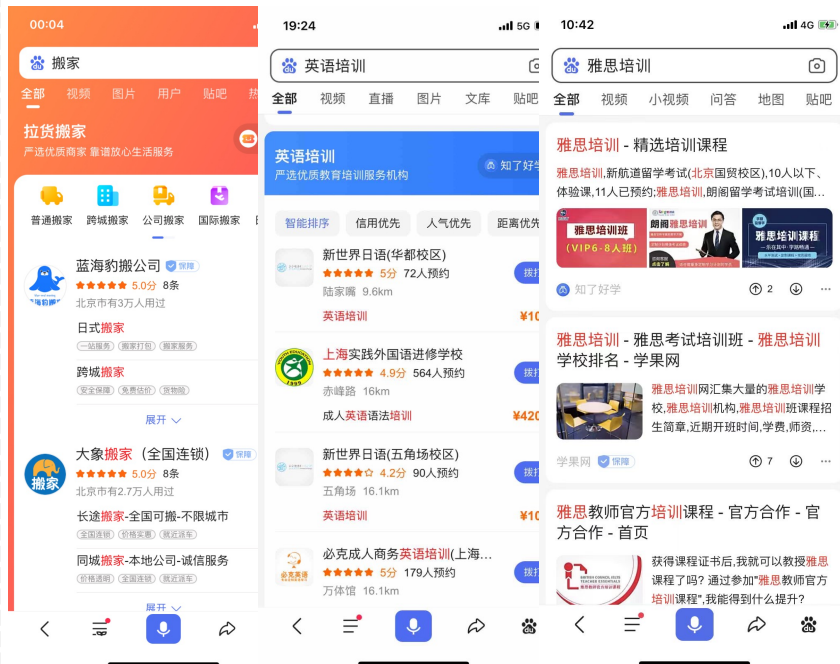 00:04
搬家
全部 视频 图片 用户 贴吧 热
拉货搬家
严选优质商家 靠谱放心生活服务
普通搬家 跨城搬家 公司搬家 国际搬家
蓝海豹搬公司 保障
5.0分 8条
北京市有3万人用过
日式搬家
一站服务 搬家打包 搬家服务
跨城搬家
安全保障 免费估价 货物险
展开
大象搬家（全国连锁） 保障
5.0分 8条
搬家
北京市有2.7万人用过
长途搬家-全国可搬-不限城市
全国连锁 价格实惠 就近派车
同城搬家-本地公司-诚信服务
价格透明 全国连锁 就近派车
展开
19:24
5G
英语培训
全部 视频 直播 图片 文库 贴吧
英语培训
严选优质教育培训服务机构
知了好学
智能排序 信用优先 人气优先 距离优先
新世界日语(华都校区)
5分 72人预约
拨打
陆家嘴 9.6km
英语培训
¥10
上海实践外国语进修学校
4.9分 564人预约
拨打
赤峰路 16km
成人英语语法培训
¥420
新世界日语(五角场校区)
4.2分 90人预约
拨打
五角场 16.1km
英语培训
¥10
必克成人商务英语培训(上海...
必克英语
5分 179人预约
拨打
万体馆 16.1km
10:42
4G
雅思培训
全部 视频 小视频 问答 地图 贴吧
雅思培训 - 精选培训课程
雅思培训,新航道留学考试(北京国贸校区),10人以下、
体验课,11人已预约;雅思培训,朗阁留学考试培训(国...
雅思培训班
(VIP6-8人班)
朗阁雅思培训
雅思培训课程
知了好学
2
雅思培训 - 雅思考试培训班 - 雅思培训
学校排名 - 学果网
雅思培训网汇集大量的雅思培训学
校,雅思培训机构,雅思培训班课程招
生简章,近期开班时间,学费,师资,...
学果网 保障
7
雅思教师官方培训课程 - 官方合作 - 官
方合作 - 首页
获得课程证书后,我就可以教授雅思
课程了吗? 通过参加"雅思教师官方
培训课程",我能得到什么提升?